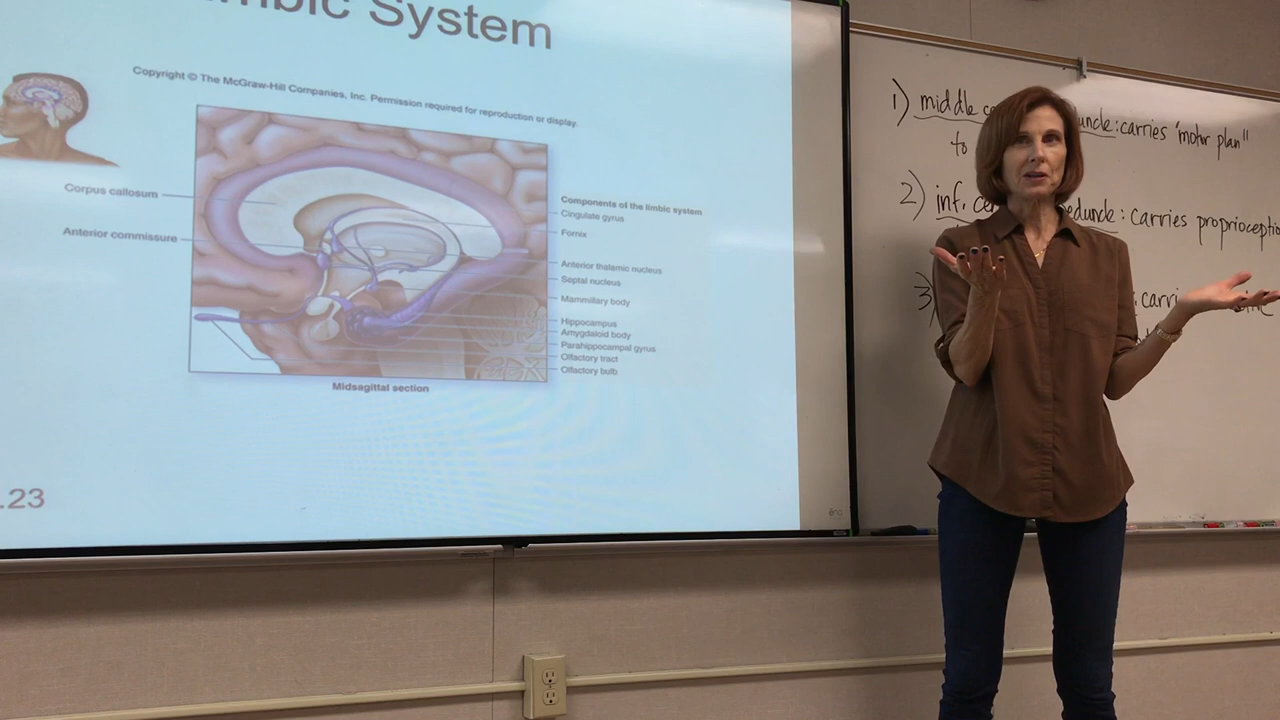 Limbic System
Copyright © The McGraw-Hill Companies, Inc. Permission required for reproduction or display.
Corpus callosum
Anterior commissure
Components of the limbic system
Cingulate gyrus
Fornix
Anterior thalamic nucleus
Septal nucleus
Mammillary body
Hippocampus
Amygdaloid body
Parahippocampal gyrus
Olfactory tract
Olfactory bulb
Midsagittal section
.23
eno
1) middle ce uncle: carries "motor plan"
to
2) inf. ce peduncle: carries proprioceptio
3) carri